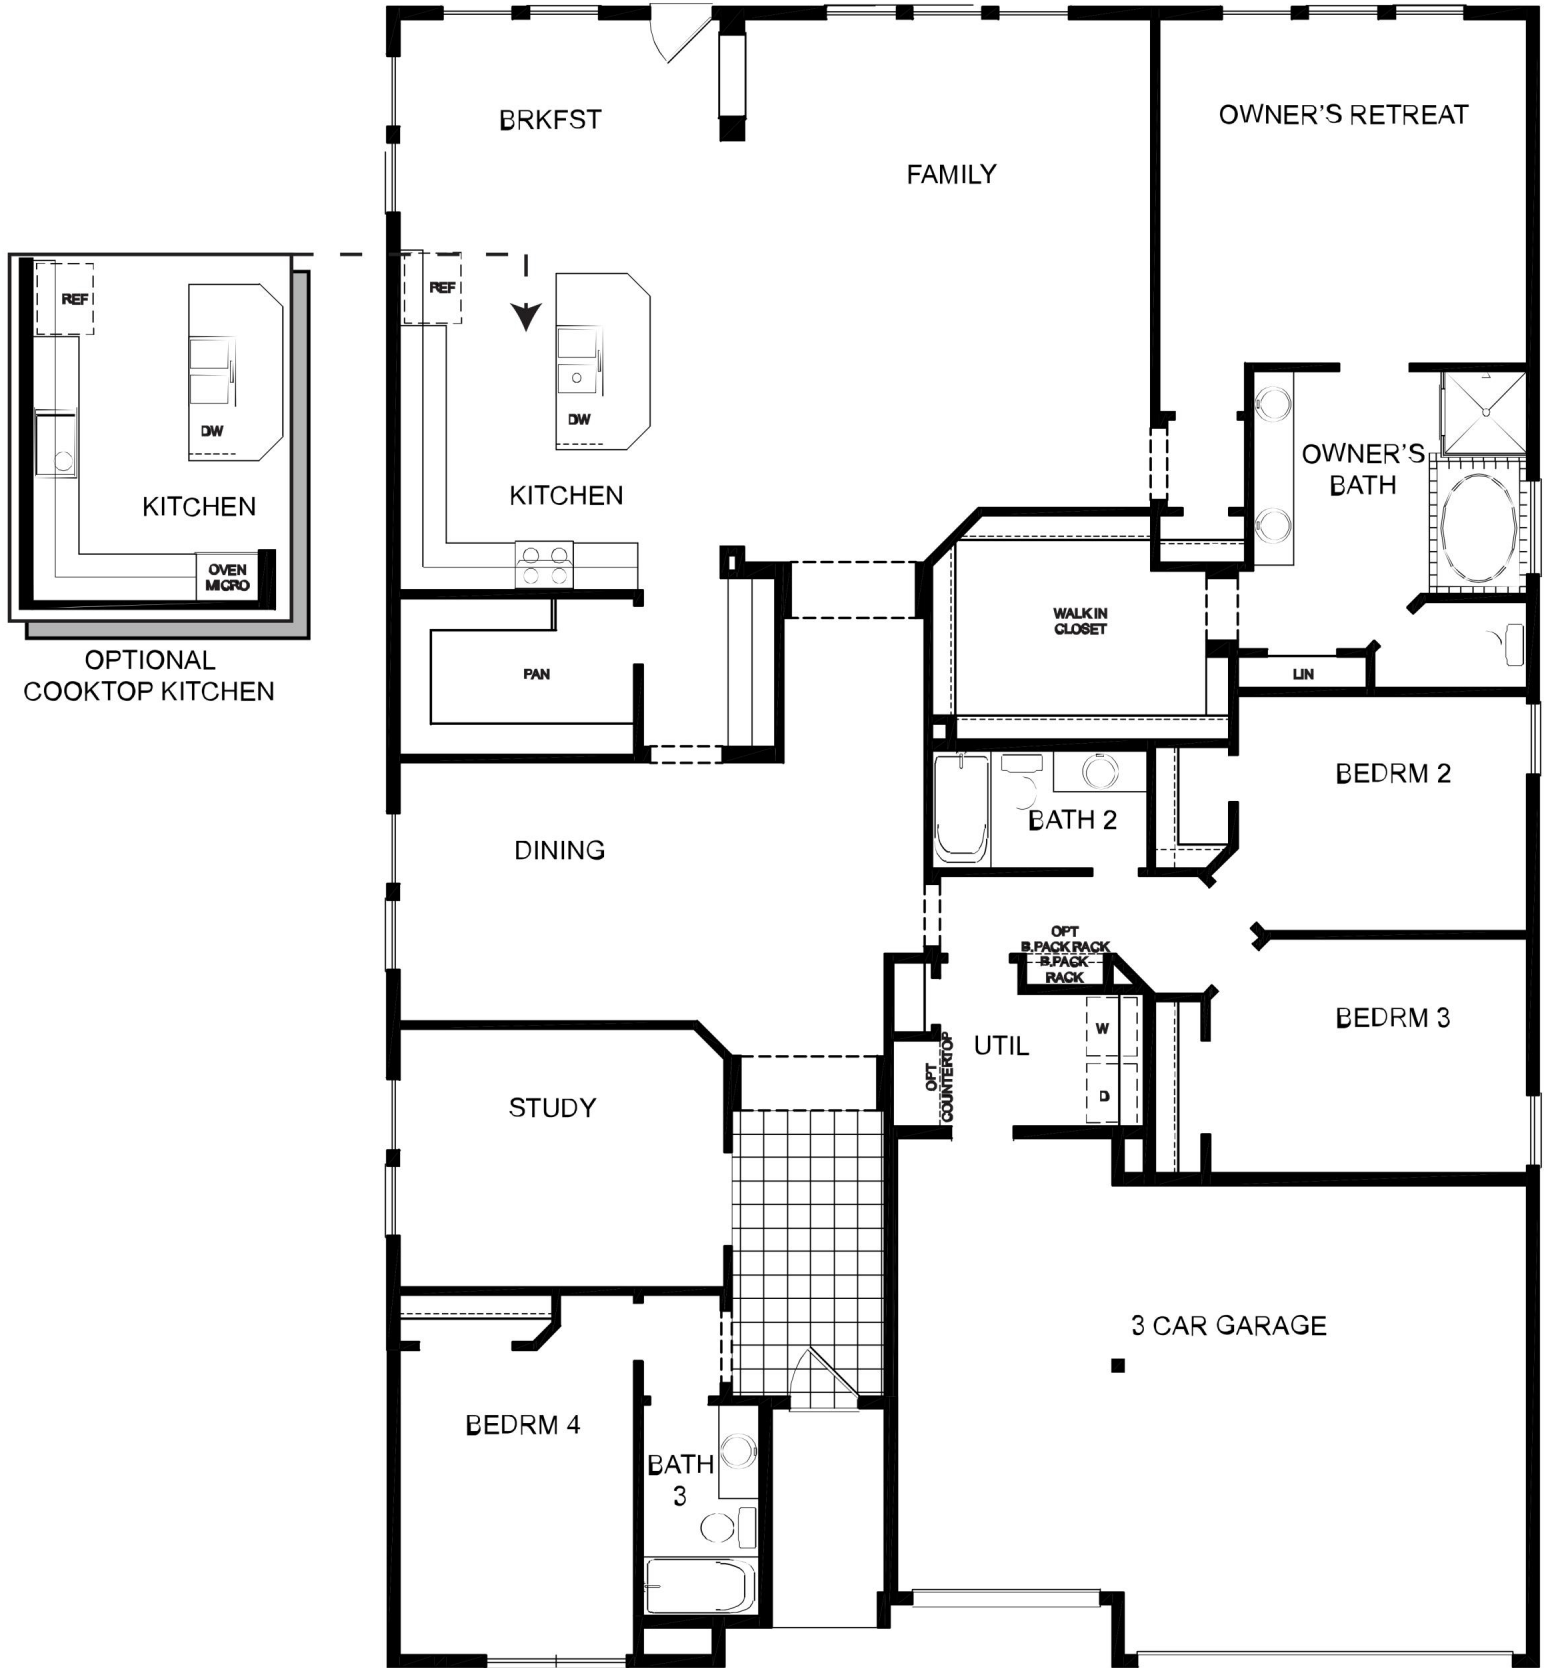 BRKFST
FAMILY
OWNER'S RETREAT
REF
DW
KITCHEN
OVEN
MICRO
OPTIONAL
COOKTOP KITCHEN
REF
DW
KITCHEN
OWNER'S
BATH
WALK IN
CLOSET
LIN
PAN
BEDRM 2
BATH 2
DINING
OPT
B.PACK RACK
B.PACK
RACK
BEDRM 3
W
D
UTIL
OPT
COUNTERTOP
STUDY
3 CAR GARAGE
BEDRM 4
BATH
3